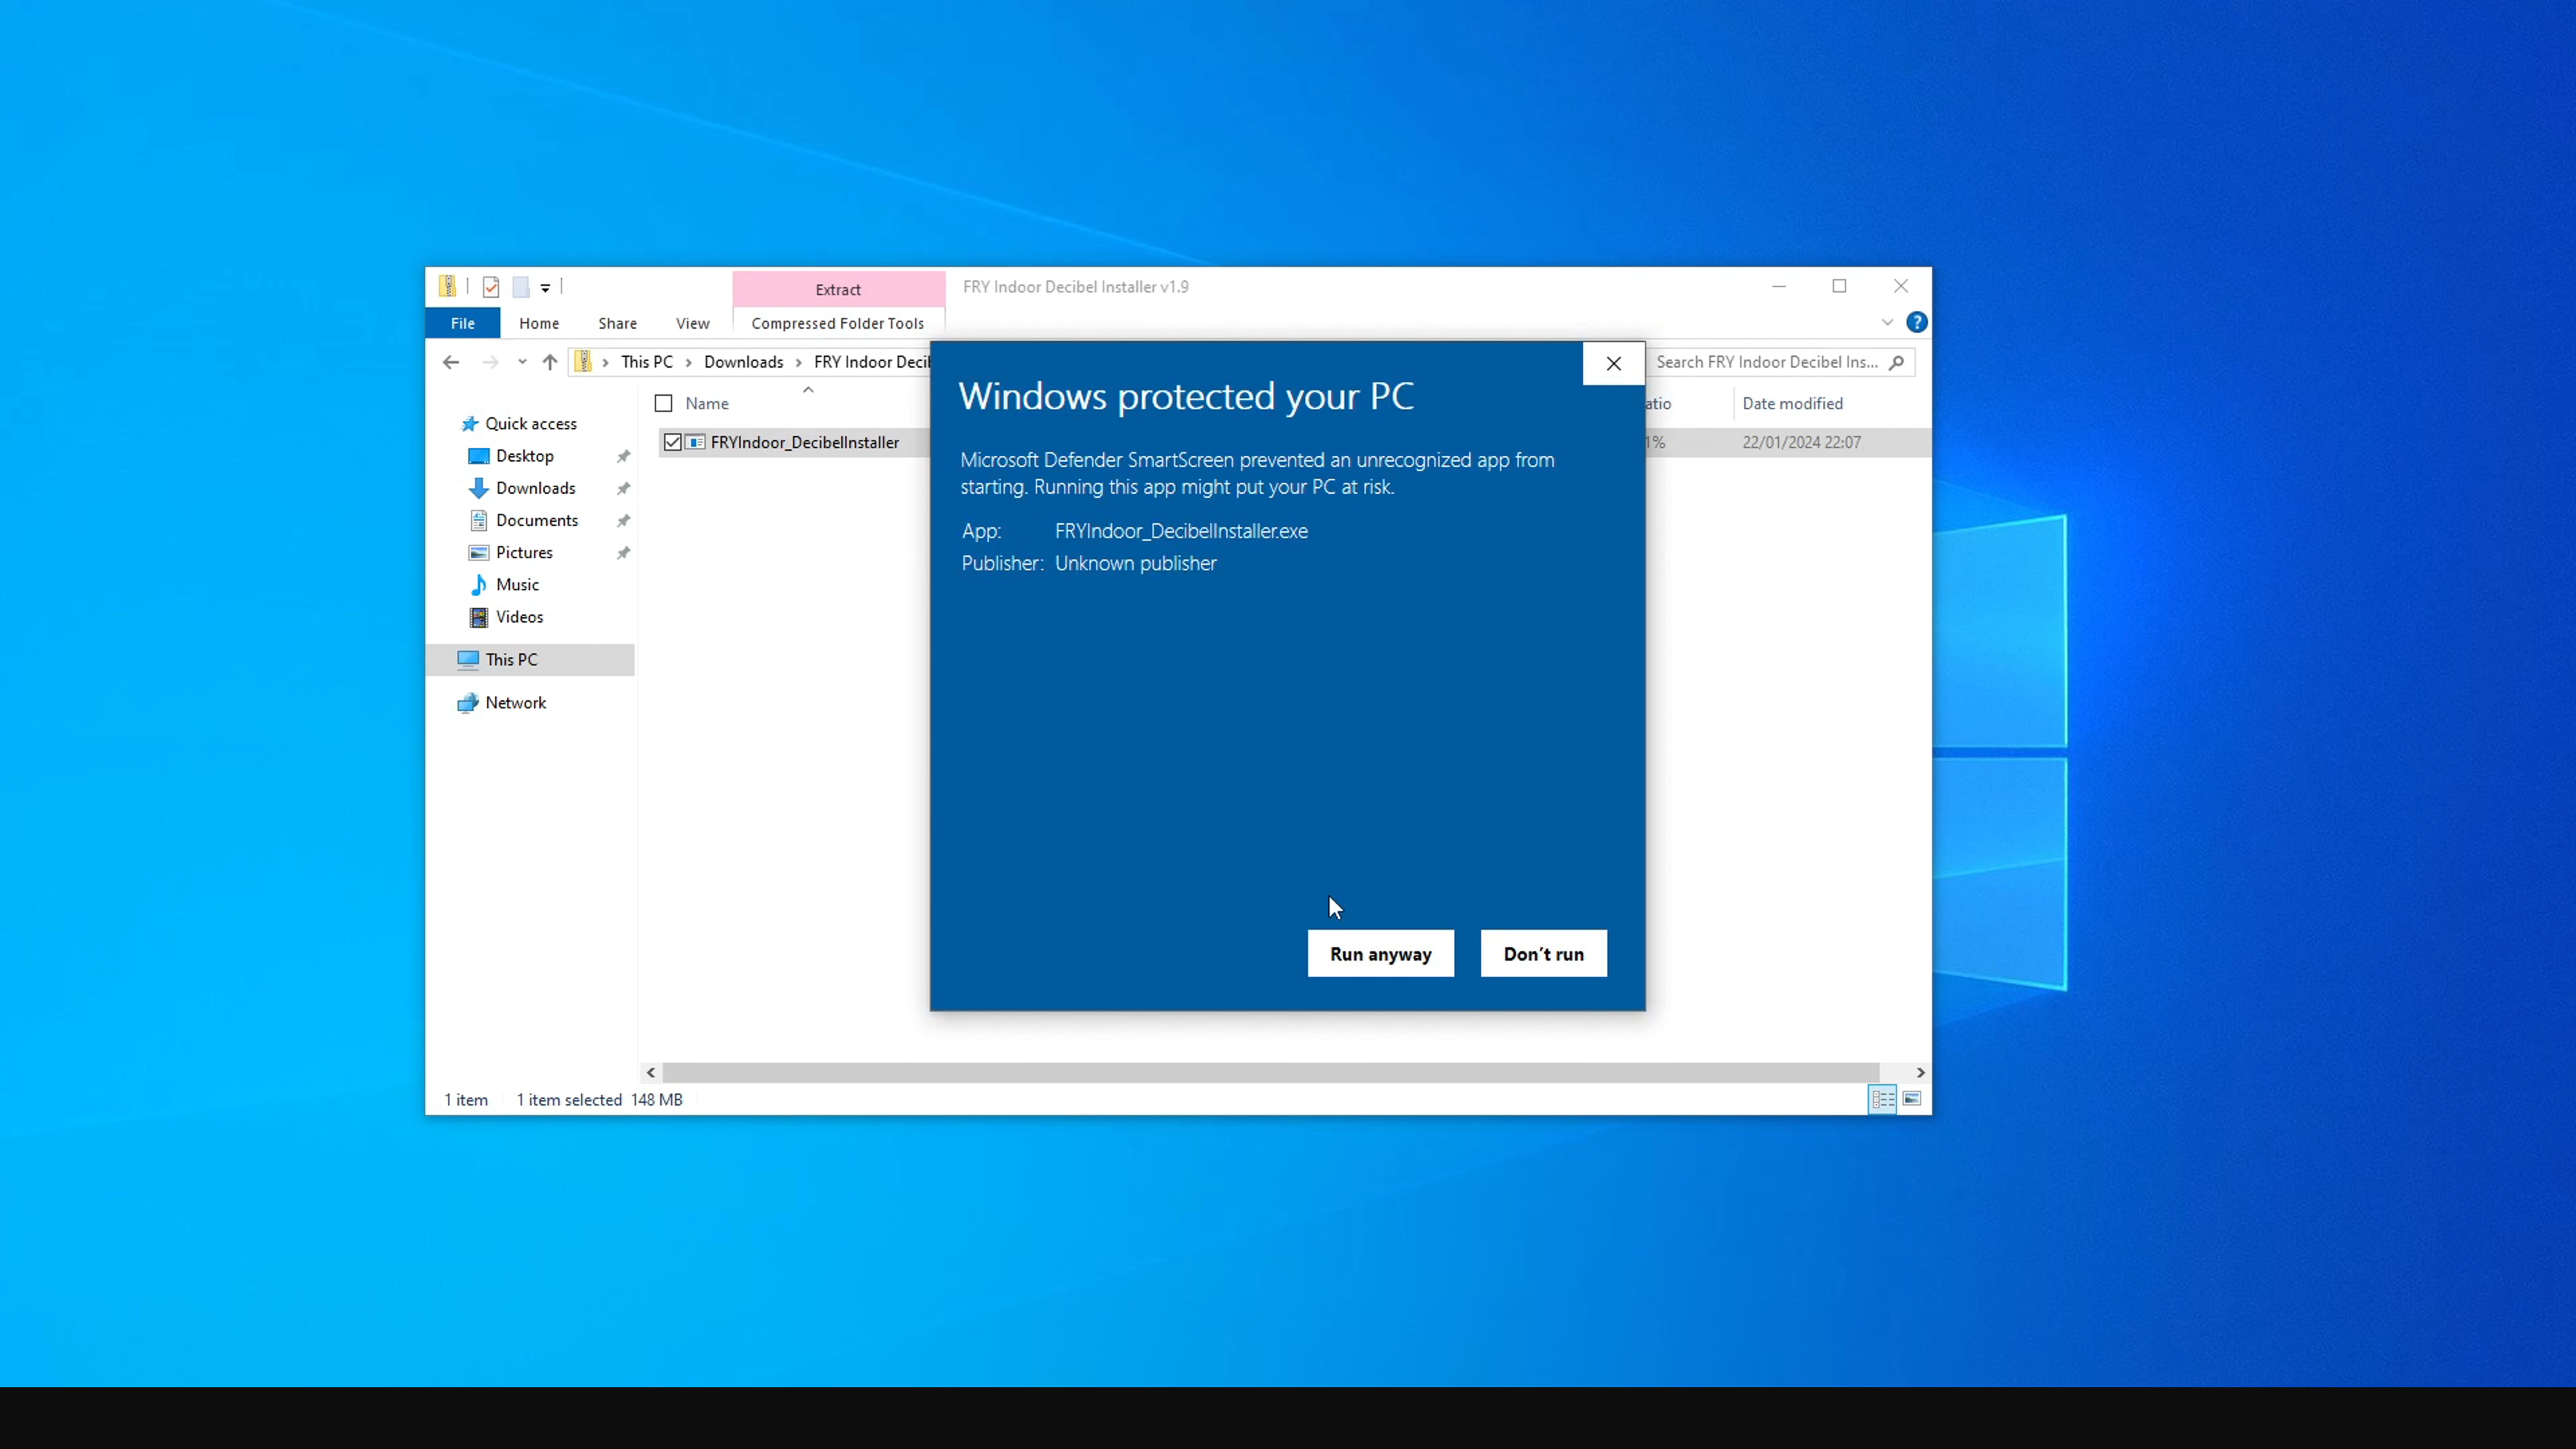 Extract
FRY Indoor Decibel Installer v1.9
File
Home
Share
View
Compressed Folder Tools
This PC
Downloads
FRY Indoor Decib
Search FRY Indoor Decibel Ins...
Name
atio
Date modified
FRYIndoor_DecibelInstaller
1%
22/01/2024 22:07
Quick access
Desktop
Downloads
Documents
Pictures
Music
Videos
This PC
Network
Windows protected your PC
Microsoft Defender SmartScreen prevented an unrecognized app from
starting. Running this app might put your PC at risk.
App: FRYIndoor_DecibelInstaller.exe
Publisher: Unknown publisher
Run anyway
Don't run
1 item
1 item selected 148 MB